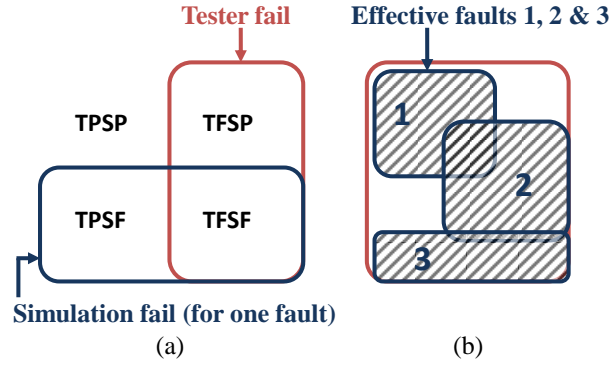 Tester fail
Effective faults 1, 2 & 3
TPSP
TFSP
1
2
TPSF
TFSF
3
Simulation fail (for one fault)
(a)
(b)